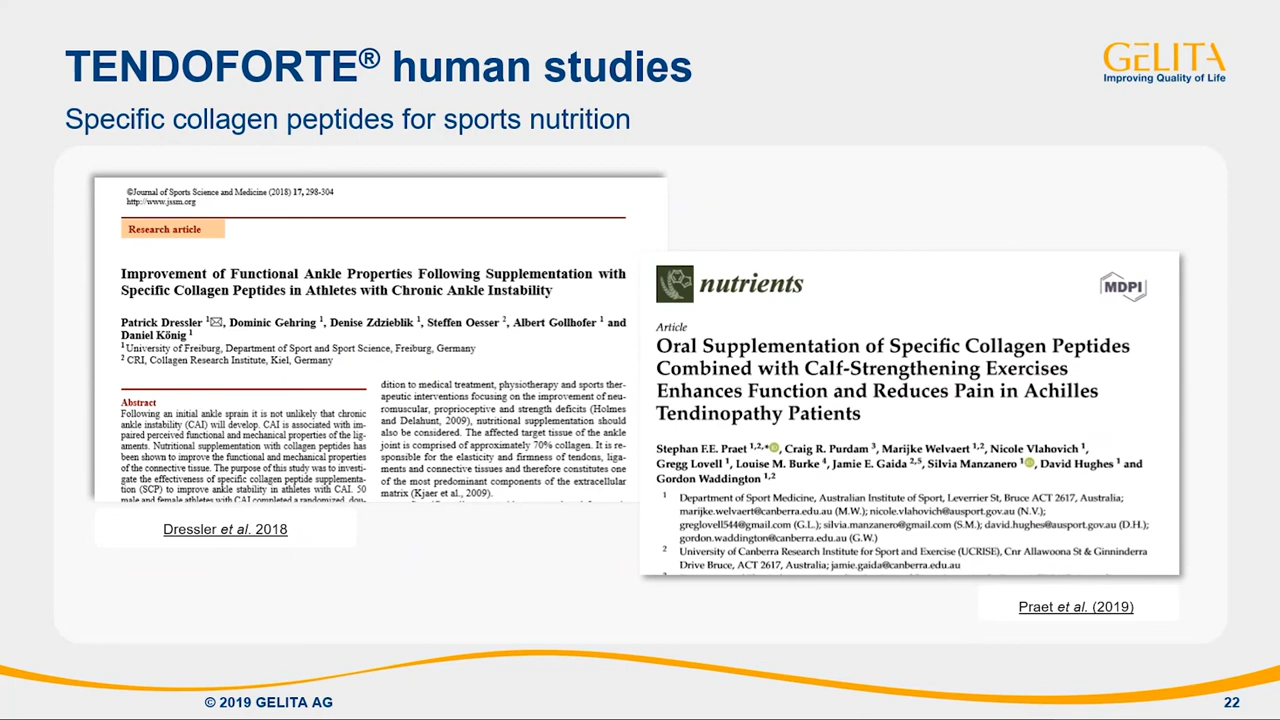 TENDOFORTE® human studies
GELITA
Improving Quality of Life
Specific collagen peptides for sports nutrition
©Journal of Sports Science and Medicine (2018) 17, 298-304
http://www.jssm.org
Research article
Improvement of Functional Ankle Properties Following Supplementation with
Specific Collagen Peptides in Athletes with Chronic Ankle Instability
Patrick Dressler 1✉, Dominic Gehring 1, Denise Zdzieblik 1, Steffen Oesser 2, Albert Gollhofer 1 and
Daniel König 1
1 University of Freiburg, Department of Sport and Sport Science, Freiburg, Germany
2 CRI, Collagen Research Institute, Kiel, Germany
Abstract
Following an initial ankle sprain it is not unlikely that chronic
ankle instability (CAI) will develop. CAI is associated with im-
paired perceived functional and mechanical properties of the lig-
aments. Nutritional supplementation with collagen peptides has
been shown to improve the functional and mechanical properties
of the connective tissue. The purpose of this study was to investi-
gate the effectiveness of specific collagen peptide supplementa-
tion (SCP) to improve ankle stability in athletes with CAI. 50
male and female athletes with CAI completed a randomized, dou-
dition to medical treatment, physiotherapy and sports ther-
apeutic interventions focusing on the improvement of neu-
romuscular, proprioceptive and strength deficits (Holmes
and Delahunt, 2009), nutritional supplementation should
also be considered. The affected target tissue of the ankle
joint is comprised of approximately 70% collagen. It is re-
sponsible for the elasticity and firmness of tendons, liga-
ments and connective tissues and therefore constitutes one
of the most predominant components of the extracellular
matrix (Kjaer et al., 2009).
Dressler et al. 2018
nutrients
MDPI
Article
Oral Supplementation of Specific Collagen Peptides
Combined with Calf-Strengthening Exercises
Enhances Function and Reduces Pain in Achilles
Tendinopathy Patients
Stephan F.E. Praet 1,2,*, Craig R. Purdam 3, Marijke Welvaert 1,2, Nicole Vlahovich 1,
Gregg Lovell 1, Louise M. Burke 4, Jamie E. Gaida 2,5, Silvia Manzanero 1, David Hughes 1 and
Gordon Waddington 1,2
1 Department of Sport Medicine, Australian Institute of Sport, Leverrier St, Bruce ACT 2617, Australia;
marijke.welvaert@canberra.edu.au (M.W.); nicole.vlahovich@ausport.gov.au (N.V.);
greglovell544@gmail.com (G.L.); silvia.manzanero@gmail.com (S.M.); david.hughes@ausport.gov.au (D.H.);
gordon.waddington@canberra.edu.au (G.W.)
2 University of Canberra Research Institute for Sport and Exercise (UCRISE), Cnr Allawoona St & Ginninderra
Drive Bruce, ACT 2617, Australia; jamie.gaida@canberra.edu.au
Praet et al. (2019)
© 2019 GELITA AG
22